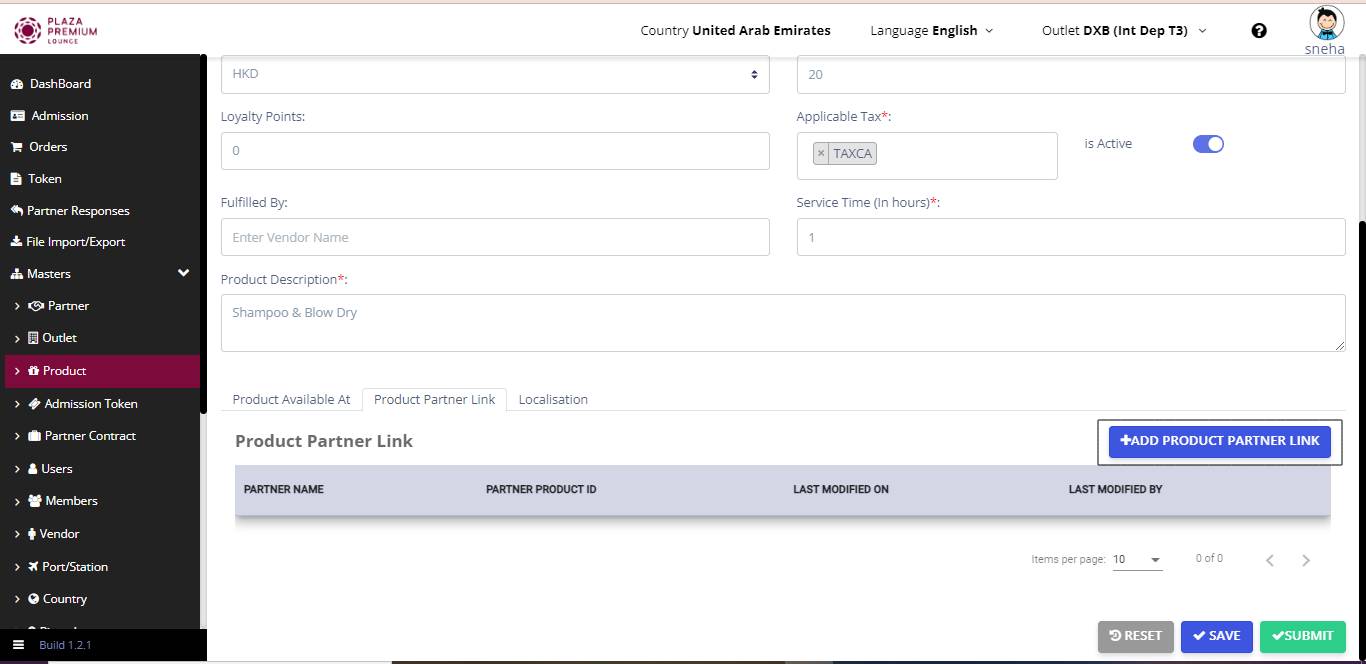 PLAZA
PREMIUM
LOUNGE
Country United Arab Emirates
Language English
Outlet DXB (Int Dep T3)
sneha
DashBoard
Admission
Orders
Token
Partner Responses
File Import/Export
Masters
Partner
Outlet
Product
Admission Token
Partner Contract
Users
Members
Vendor
Port/Station
Country
Build 1.2.1
HKD
20
Loyalty Points:
Applicable Tax*:
0
× TAXCA
is Active
Fulfilled By:
Service Time (In hours)*:
Enter Vendor Name
1
Product Description*:
Shampoo & Blow Dry
Product Available At
Product Partner Link
Localisation
Product Partner Link
ADD PRODUCT PARTNER LINK
PARTNER NAME
PARTNER PRODUCT ID
LAST MODIFIED ON
LAST MODIFIED BY
Items per page: 10
0 of 0
RESET
SAVE
SUBMIT